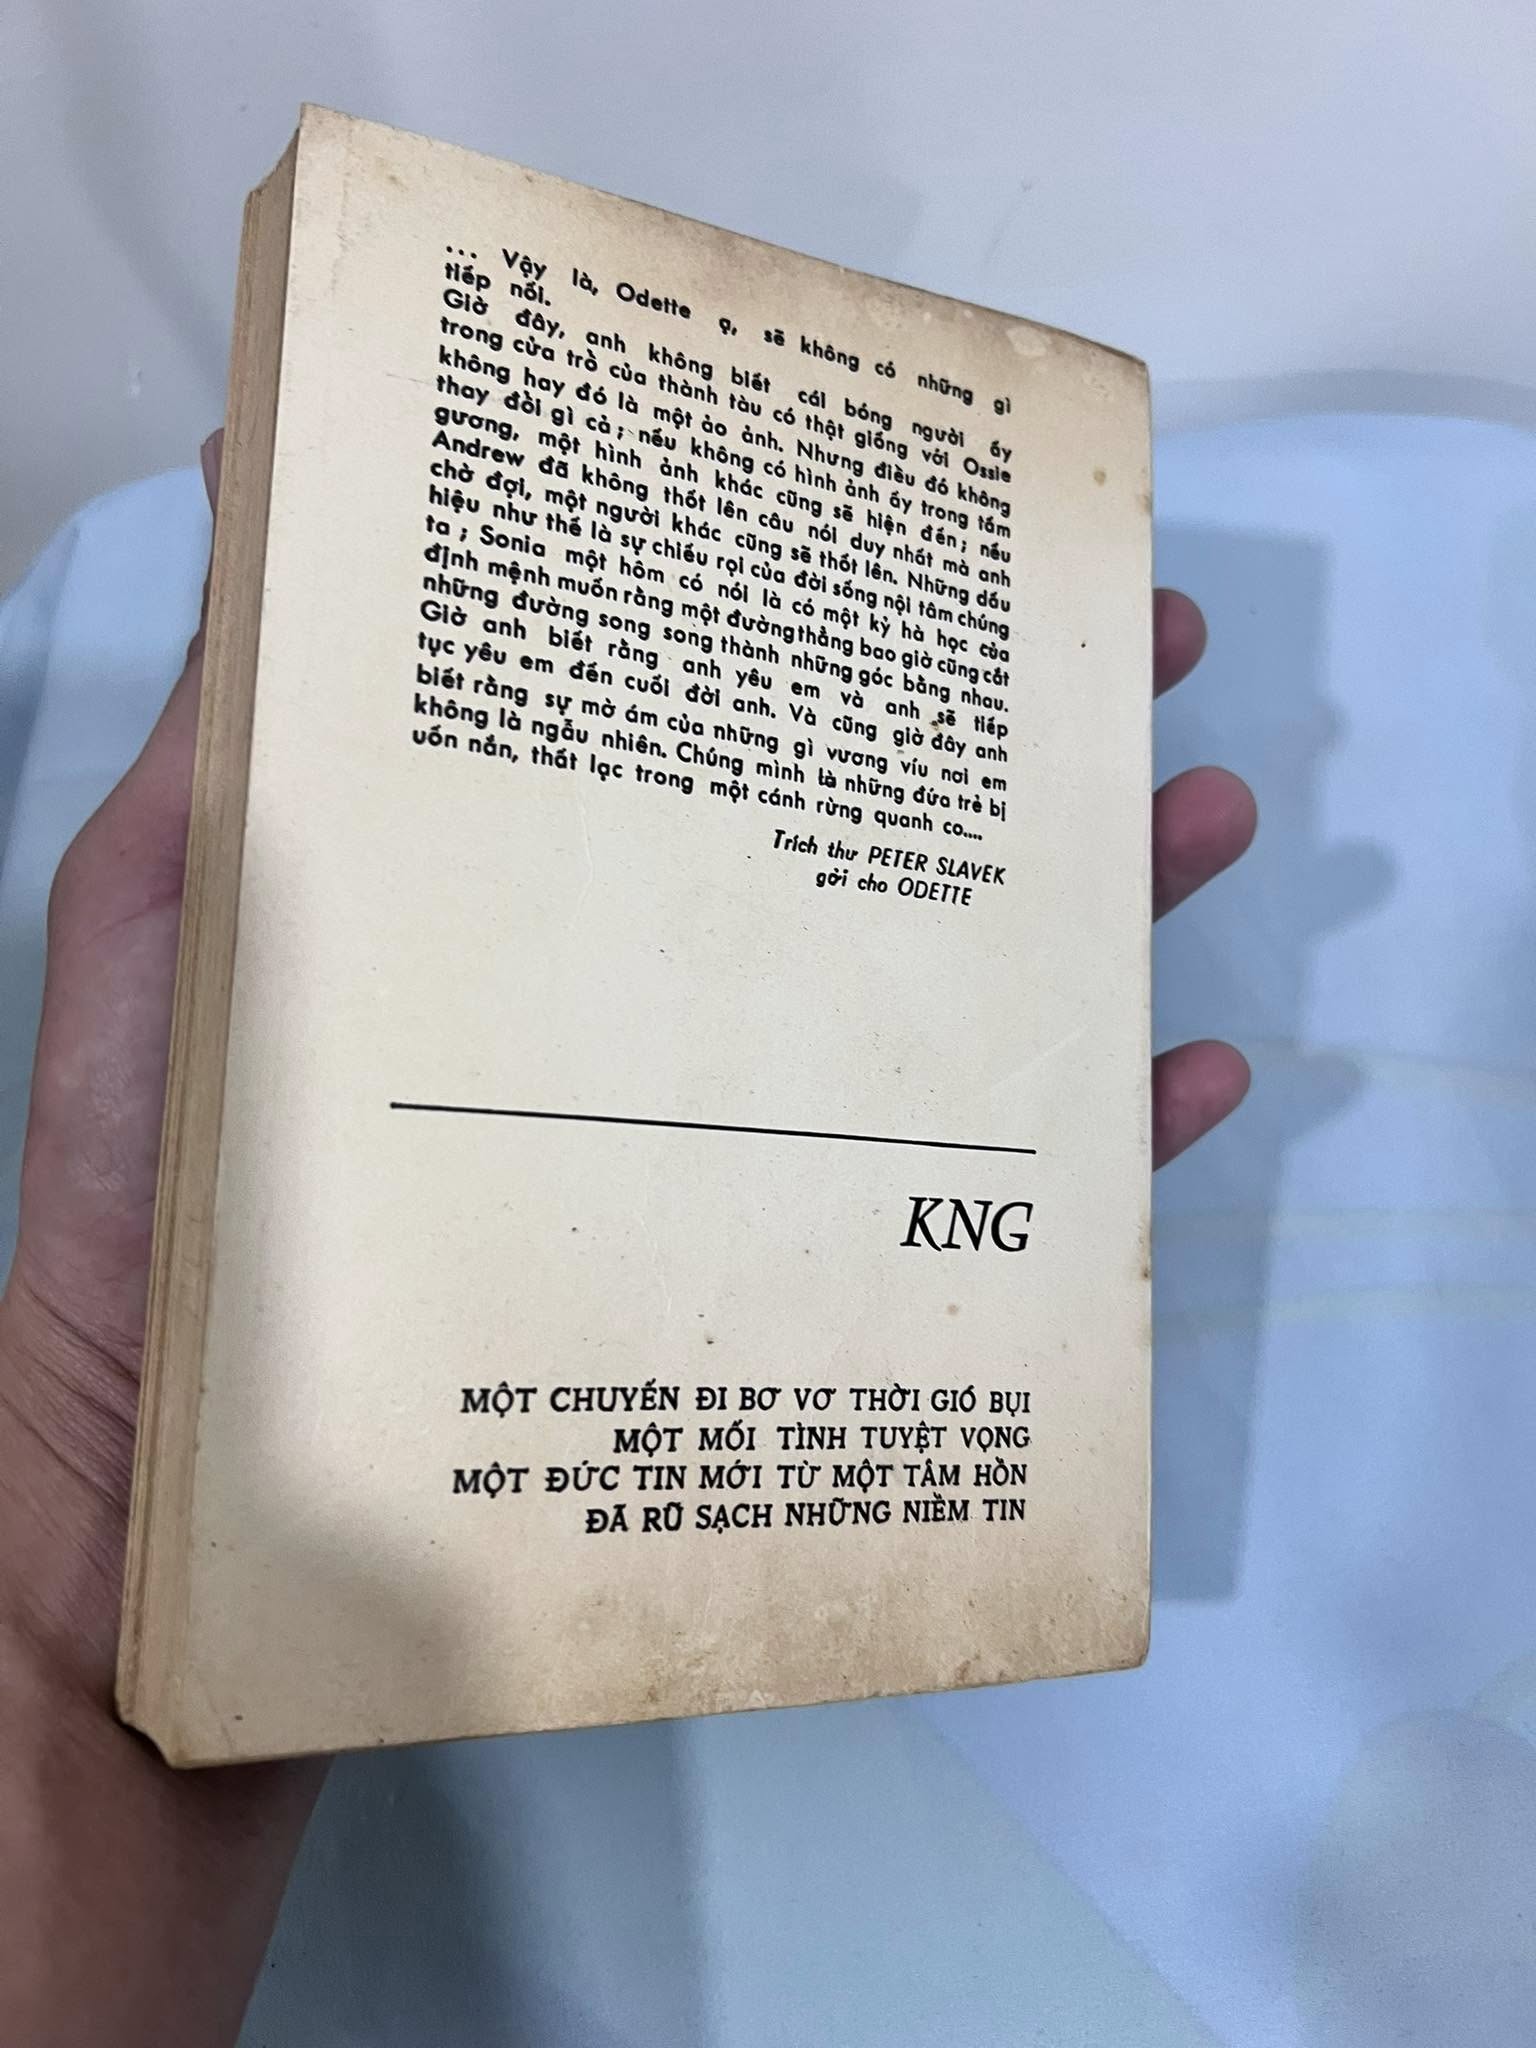 ... Vậy là, Odette ạ, sẽ không có những gì
tiếp nối.
Giờ đây, anh không biết cái bóng người ấy
trong cửa trổ của thành tàu có thật giống với Ossie
không hay đó là một ảo ảnh. Nhưng điều đó không
thay đổi gì cả ; nếu không có hình ảnh ấy trong tấm
gương, một hình ảnh khác cũng sẽ hiện đến ; nếu
Andrew đã không thốt lên câu nói duy nhất mà anh
chờ đợi, một người khác cũng sẽ thốt lên. Những dấu
hiệu như thế là sự chiếu rọi của đời sống nội tâm chúng
ta ; Sonia một hôm có nói là có một kỷ hà học của
định mệnh muốn rằng một đường thẳng bao giờ cũng cắt
những đường song song thành những góc bằng nhau.
Giờ anh biết rằng anh yêu em và anh sẽ tiếp
tục yêu em đến cuối đời anh. Và cũng giờ đây anh
biết rằng sự mờ ám của những gì vương víu nơi em
không là ngẫu nhiên. Chúng mình là những đứa trẻ bị
uốn nắn, thất lạc trong một cánh rừng quanh co....
Trích thư PETER SLAVEK
gởi cho ODETTE
KNG
MỘT CHUYẾN ĐI BƠ VƠ THỜI GIÓ BỤI
MỘT MỐI TÌNH TUYỆT VỌNG
MỘT ĐỨC TIN MỚI TỪ MỘT TÂM HỒN
ĐÃ RŨ SẠCH NHỮNG NIỀM TIN